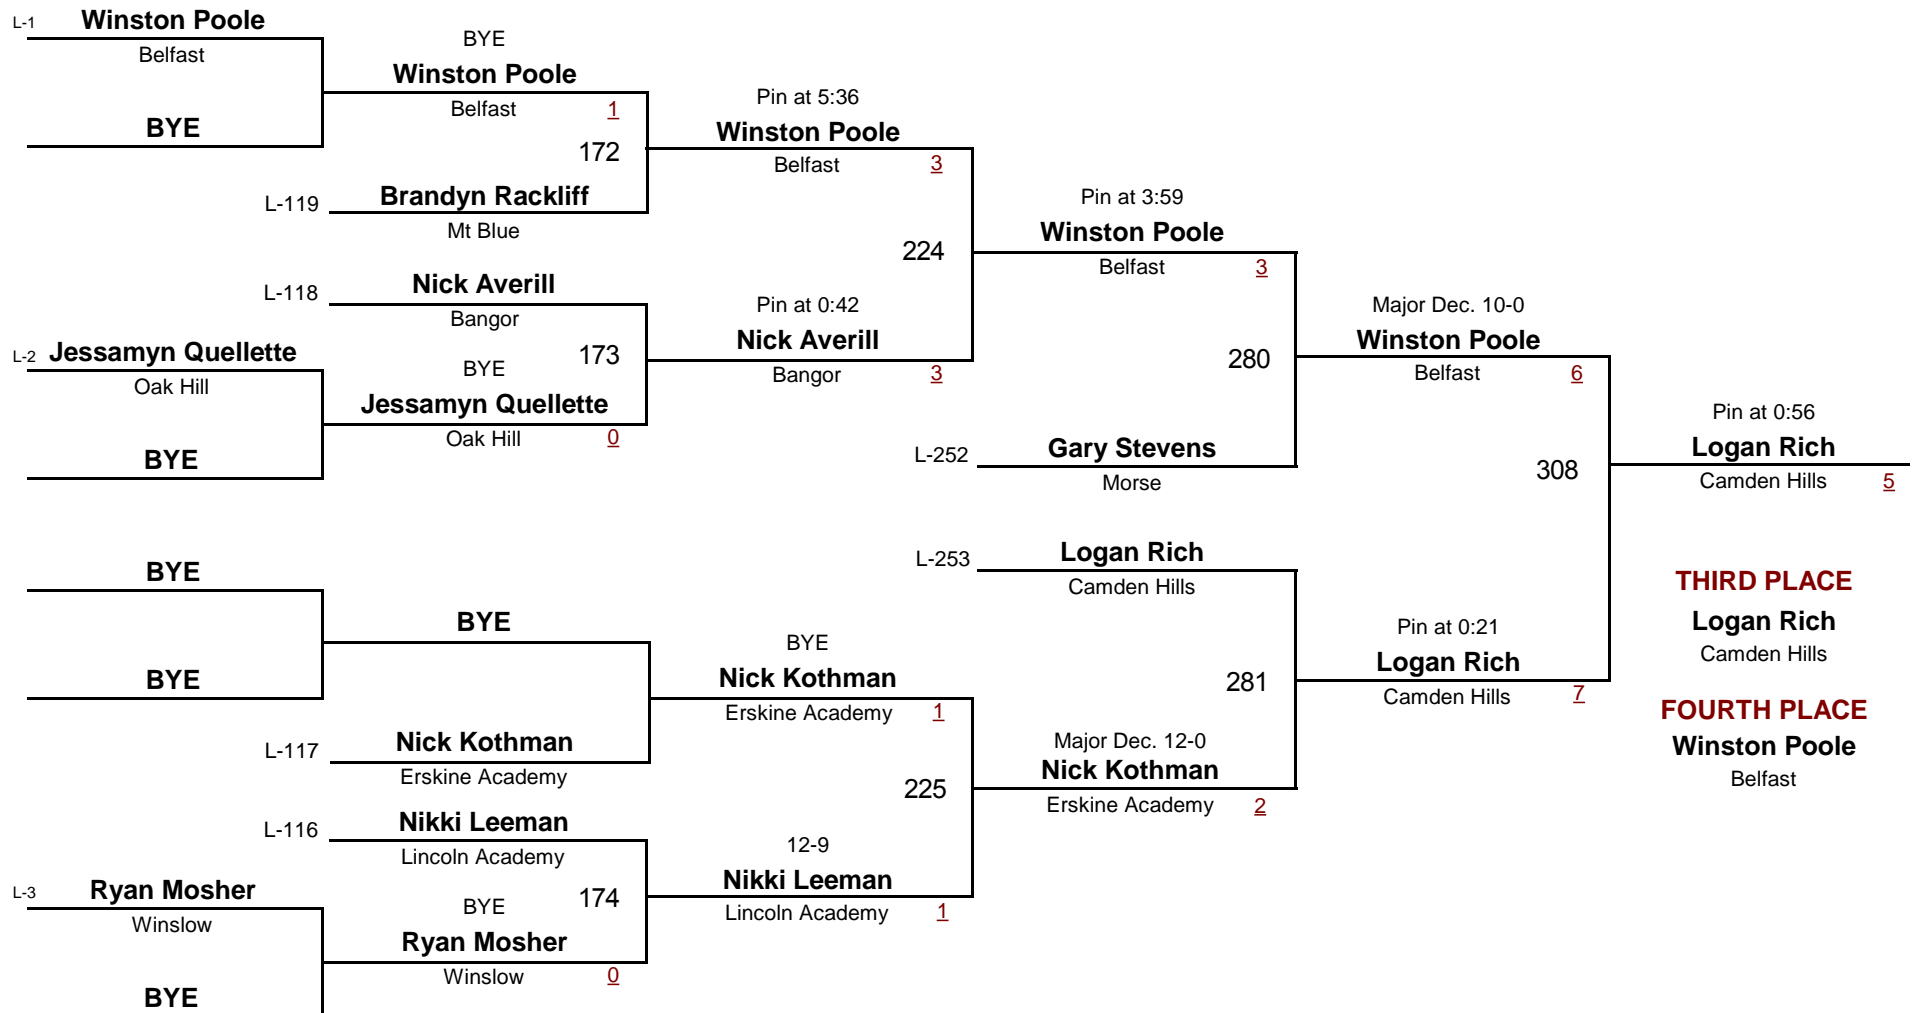 L-1 Winston Poole
Belfast
BYE
BYE
Winston Poole
Belfast 1
172
L-119 Brandyn Rackliff
Mt Blue
Pin at 5:36
Winston Poole
Belfast 3
L-118 Nick Averill
Bangor
L-2 Jessamyn Quellette
Oak Hill
BYE
BYE
Jessamyn Quellette
Oak Hill 0
173
Pin at 0:42
Nick Averill
Bangor 3
224
Pin at 3:59
Winston Poole
Belfast 3
280
L-252 Gary Stevens
Morse
Major Dec. 10-0
Winston Poole
Belfast 6
308
Pin at 0:56
Logan Rich
Camden Hills 5
BYE
BYE
BYE
L-117 Nick Kothman
Erskine Academy
BYE
Nick Kothman
Erskine Academy 1
L-116 Nikki Leeman
Lincoln Academy
L-3 Ryan Mosher
Winslow
BYE
BYE
Ryan Mosher
Winslow 0
174
12-9
Nikki Leeman
Lincoln Academy 1
225
Major Dec. 12-0
Nick Kothman
Erskine Academy 2
L-253 Logan Rich
Camden Hills
281
Pin at 0:21
Logan Rich
Camden Hills 7
THIRD PLACE
Logan Rich
Camden Hills
FOURTH PLACE
Winston Poole
Belfast